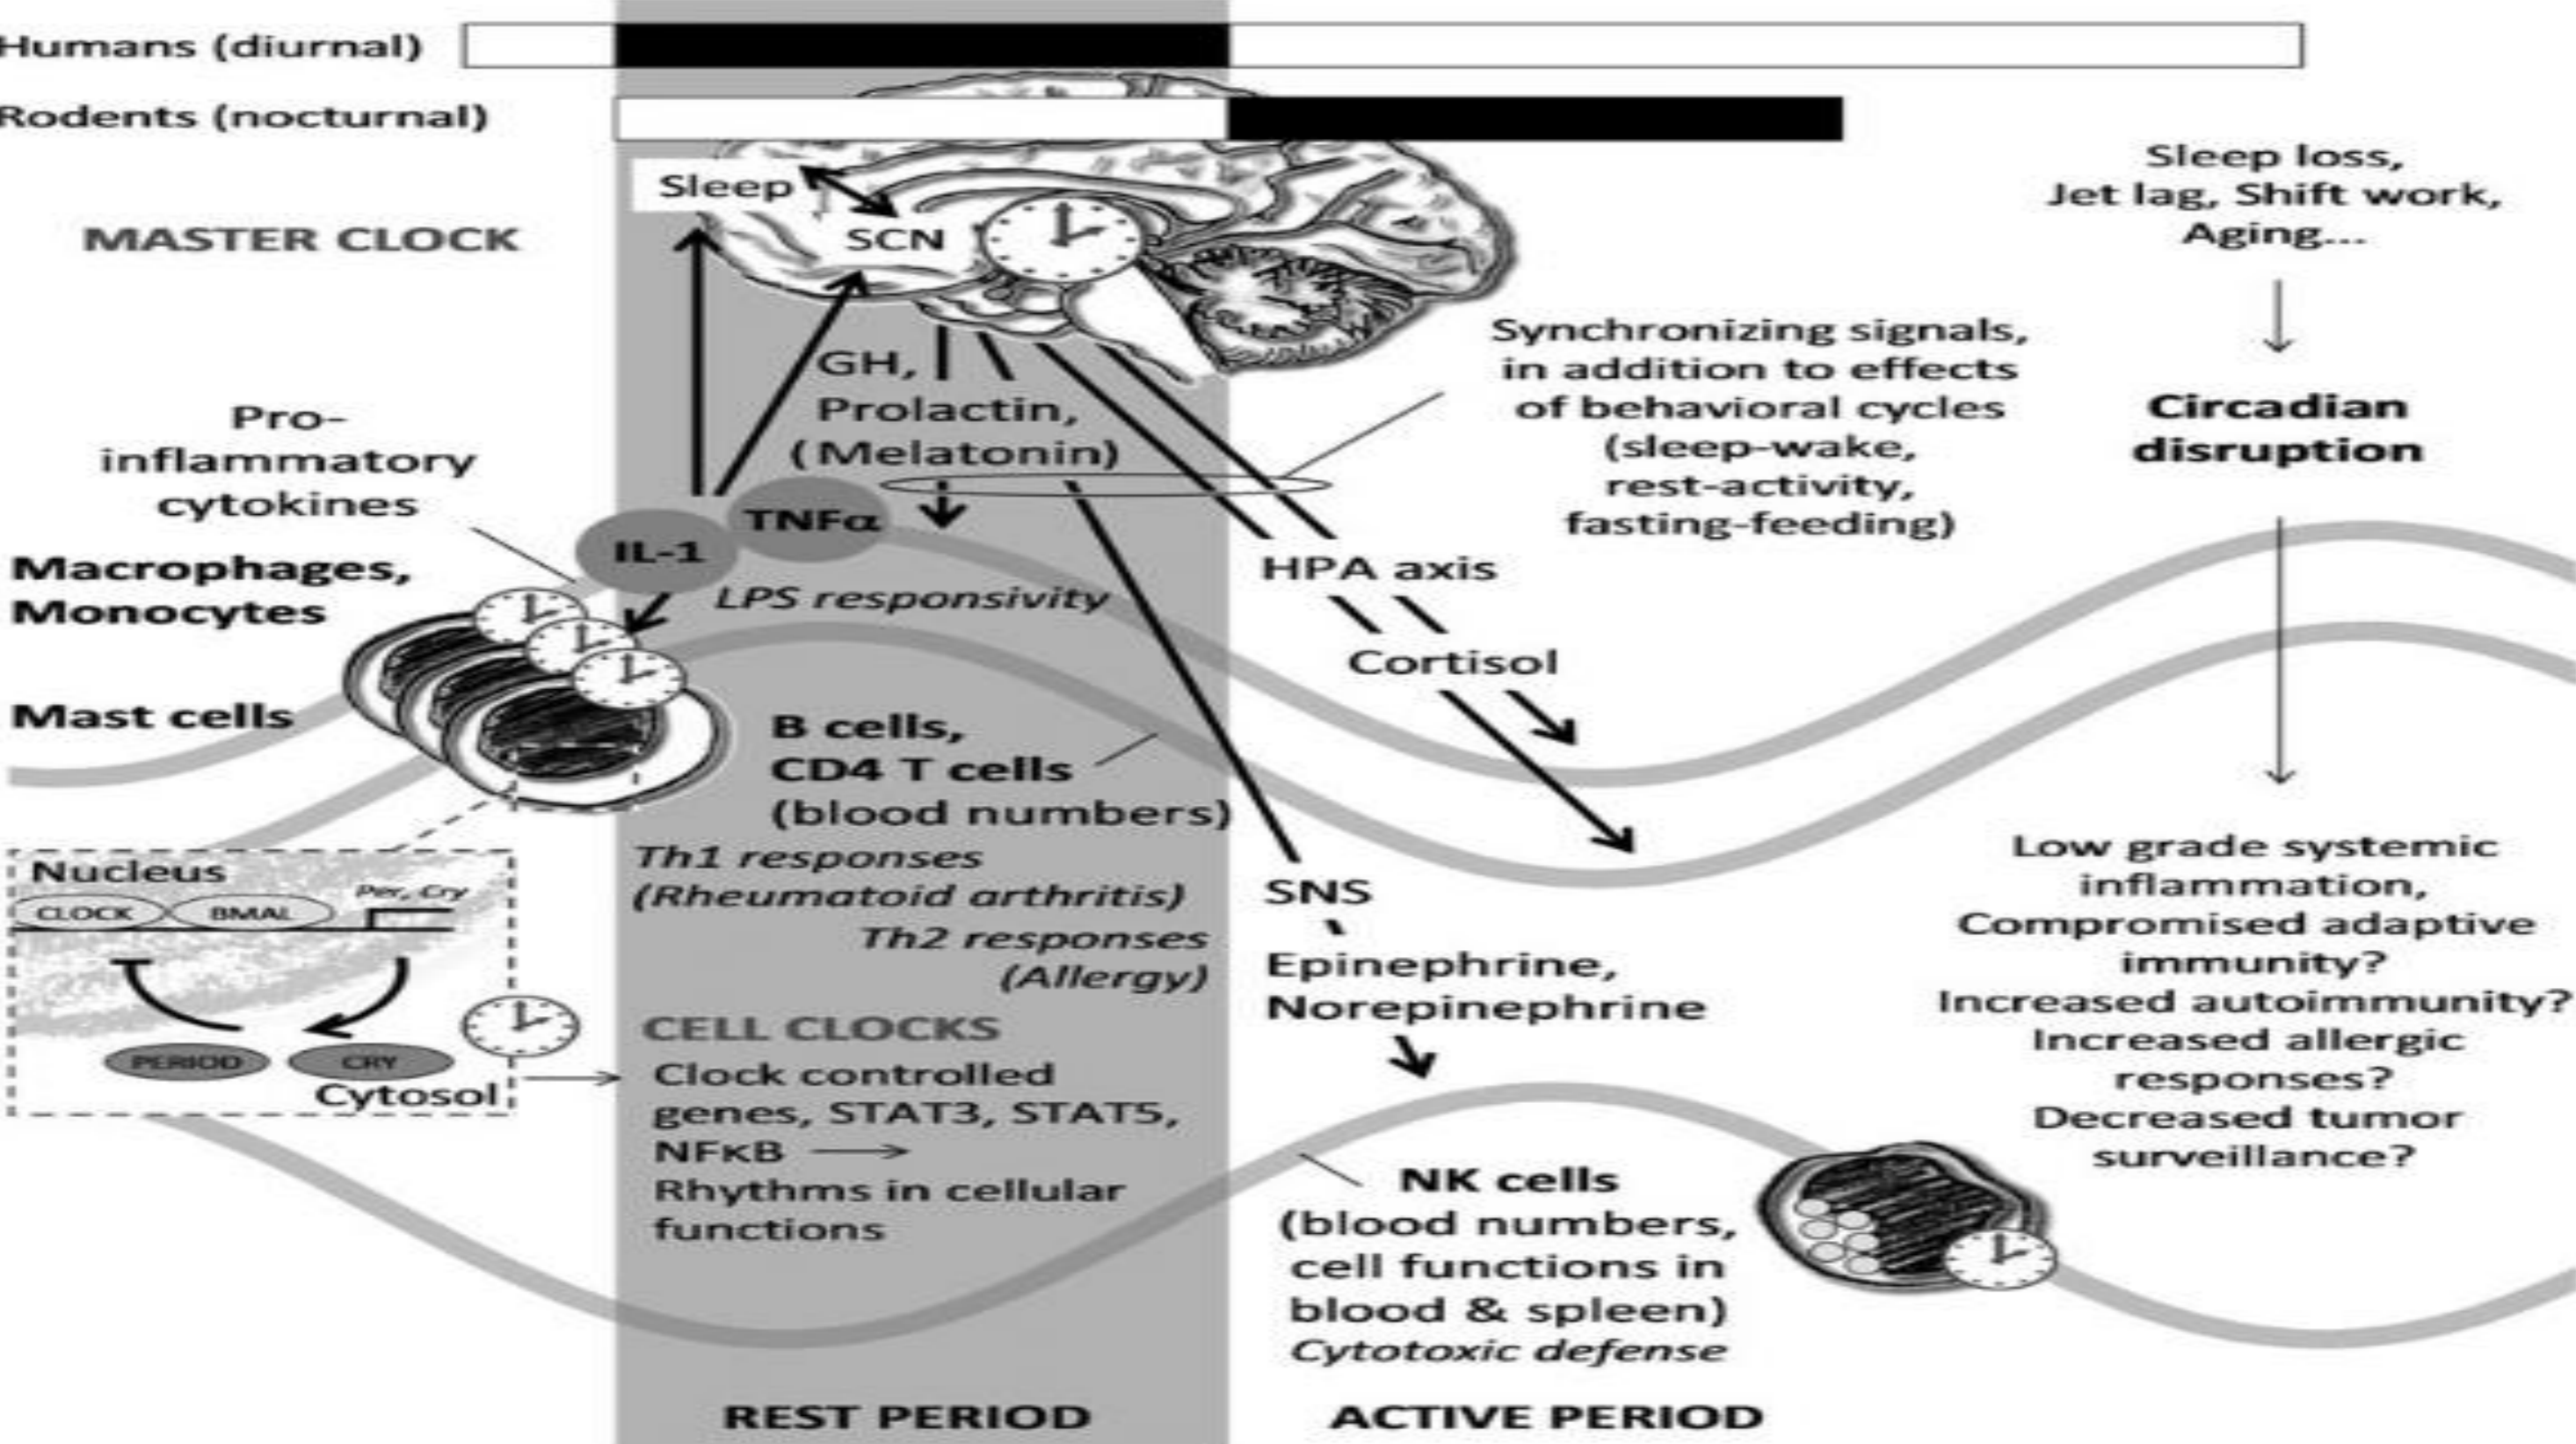 Humans (diurnal)
Rodents (nocturnal)
MASTER CLOCK
Sleep
SCN
GH,
Prolactin,
(Melatonin)
Pro-
inflammatory
cytokines
IL-1
TNFα
LPS responsivity
Macrophages,
Monocytes
Mast cells
B cells,
CD4 T cells
(blood numbers)
Th1 responses
(Rheumatoid arthritis)
Th2 responses
(Allergy)
Nucleus
CLOCK
BMAL
Per, Cry
PERIOD
CRY
Cytosol
CELL CLOCKS
Clock controlled
genes, STAT3, STAT5,
NFκB
Rhythms in cellular
functions
REST PERIOD
Synchronizing signals,
in addition to effects
of behavioral cycles
(sleep-wake,
rest-activity,
fasting-feeding)
HPA axis
Cortisol
SNS
Epinephrine,
Norepinephrine
NK cells
(blood numbers,
cell functions in
blood & spleen)
Cytotoxic defense
ACTIVE PERIOD
Sleep loss,
Jet lag, Shift work,
Aging...
Circadian
disruption
Low grade systemic
inflammation,
Compromised adaptive
immunity?
Increased autoimmunity?
Increased allergic
responses?
Decreased tumor
surveillance?